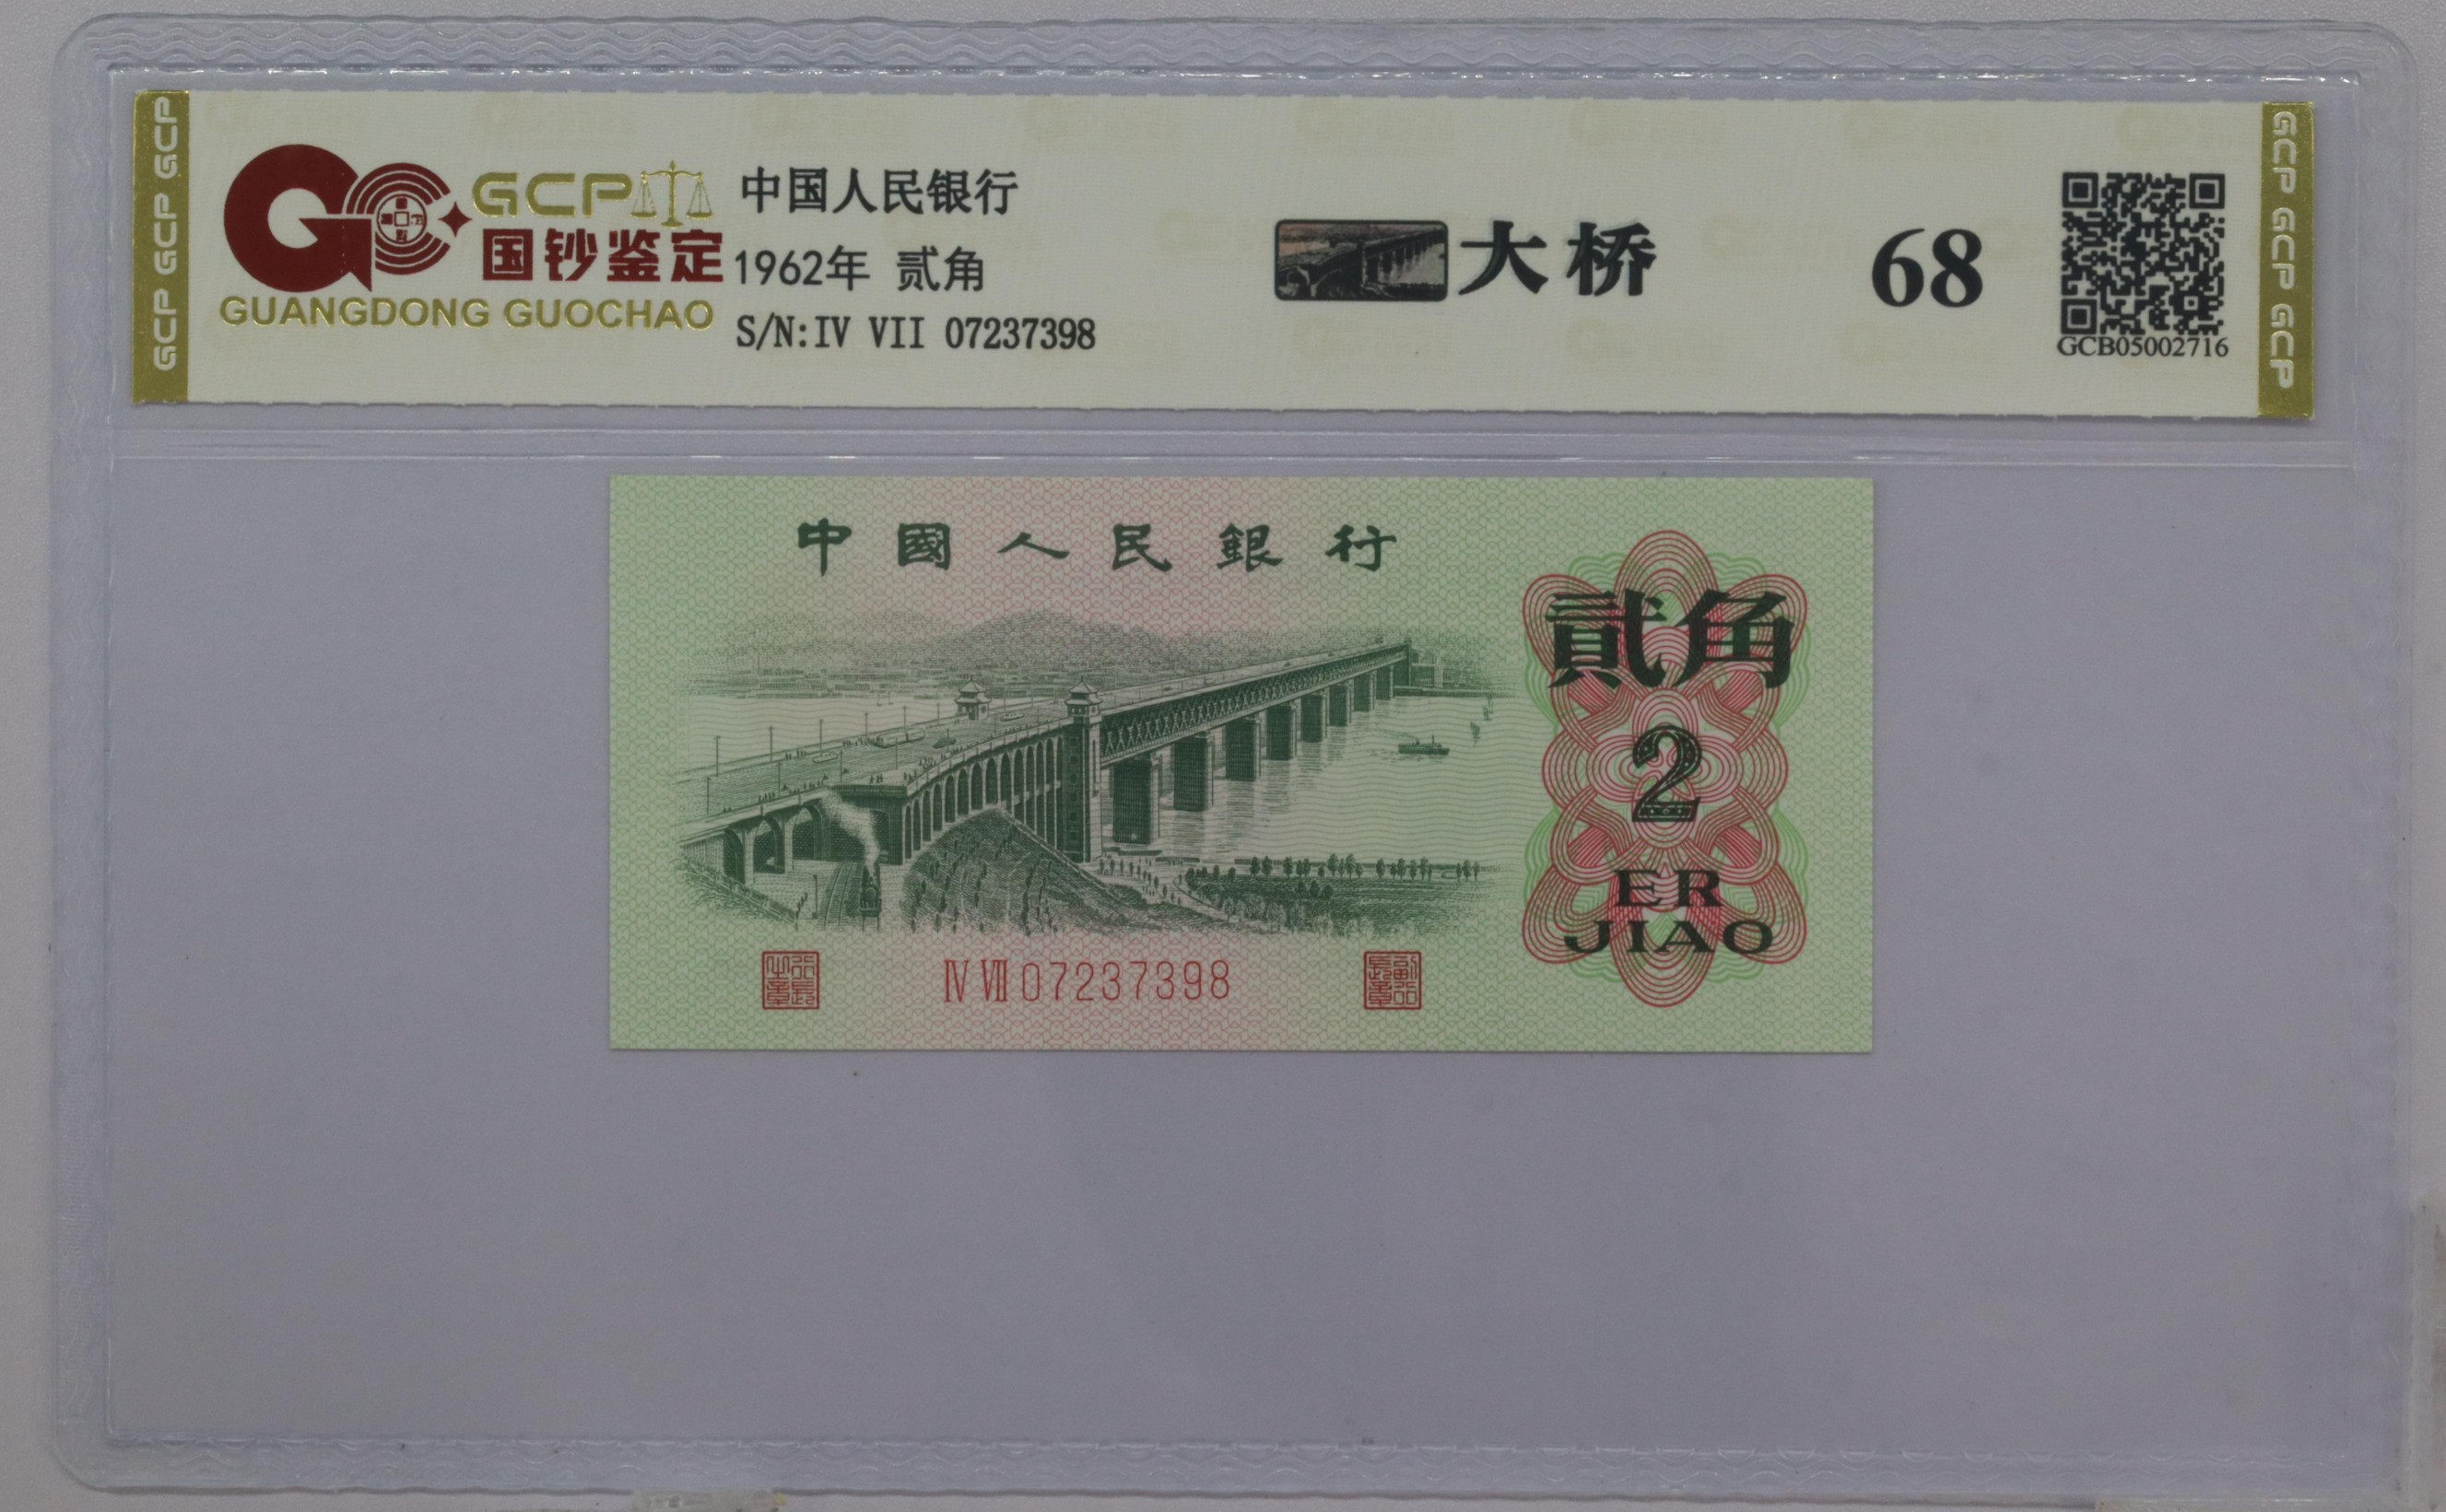 GCP GCP GCP
GCP
国钞鉴定
GUANGDONG GUOCHAO
中国人民银行
1962年 贰角
S/N:IV VII 07237398
大桥
68
GCB05002716
GCP GCP GCP
中國人民銀行
貳角
2
ER
JIAO
IV VII 07237398